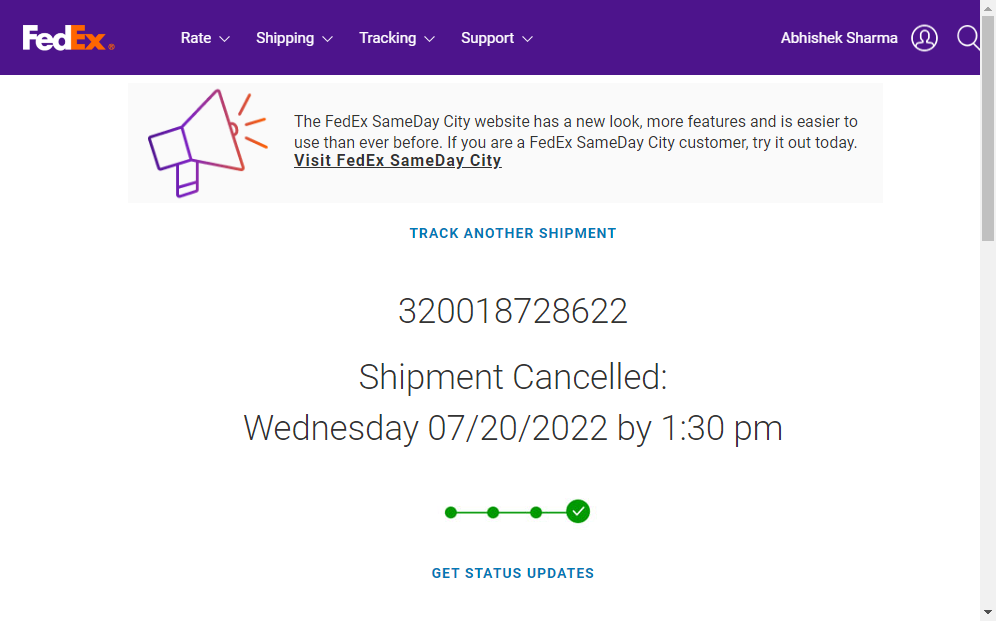 FedEx®
Rate
Shipping
Tracking
Support
Abhishek Sharma
The FedEx SameDay City website has a new look, more features and is easier to
use than ever before. If you are a FedEx SameDay City customer, try it out today.
Visit FedEx SameDay City
TRACK ANOTHER SHIPMENT
320018728622
Shipment Cancelled:
Wednesday 07/20/2022 by 1:30 pm
GET STATUS UPDATES